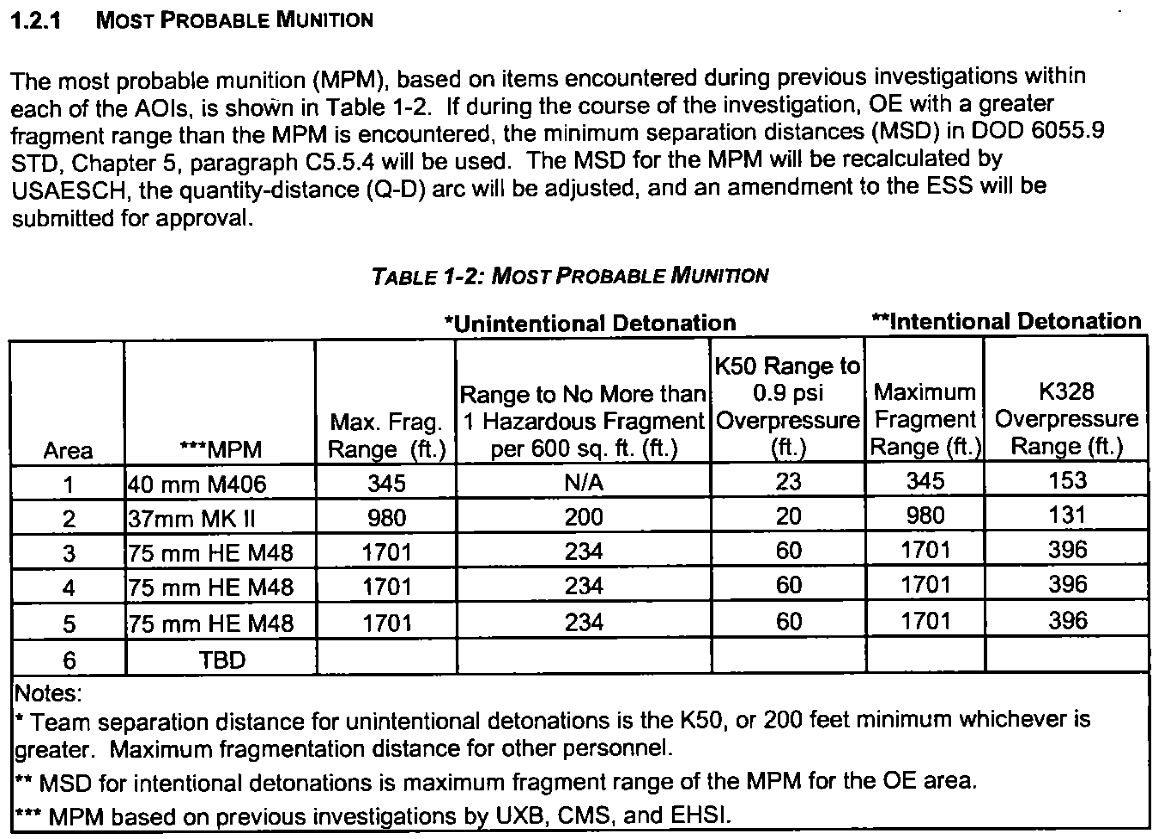 1.2.1 MOST PROBABLE MUNITION
The most probable munition (MPM), based on items encountered during previous investigations within
each of the AOIs, is shown in Table 1-2. If during the course of the investigation, OE with a greater
fragment range than the MPM is encountered, the minimum separation distances (MSD) in DOD 6055.9
STD, Chapter 5, paragraph C5.5.4 will be used. The MSD for the MPM will be recalculated by
USAESCH, the quantity-distance (Q-D) arc will be adjusted, and an amendment to the ESS will be
submitted for approval.
TABLE 1-2: MOST PROBABLE MUNITION
*Unintentional Detonation **Intentional Detonation
Area ***MPM Max. Frag. Range (ft.) Range to No More than 1 Hazardous Fragment per 600 sq. ft. (ft.) K50 Range to 0.9 psi Overpressure (ft.) Maximum Fragment Range (ft.) K328 Overpressure Range (ft.)
1 40 mm M406 345 N/A 23 345 153
2 37mm MK II 980 200 20 980 131
3 75 mm HE M48 1701 234 60 1701 396
4 75 mm HE M48 1701 234 60 1701 396
5 75 mm HE M48 1701 234 60 1701 396
6 TBD
Notes:
* Team separation distance for unintentional detonations is the K50, or 200 feet minimum whichever is
greater. Maximum fragmentation distance for other personnel.
** MSD for intentional detonations is maximum fragment range of the MPM for the OE area.
*** MPM based on previous investigations by UXB, CMS, and EHSI.